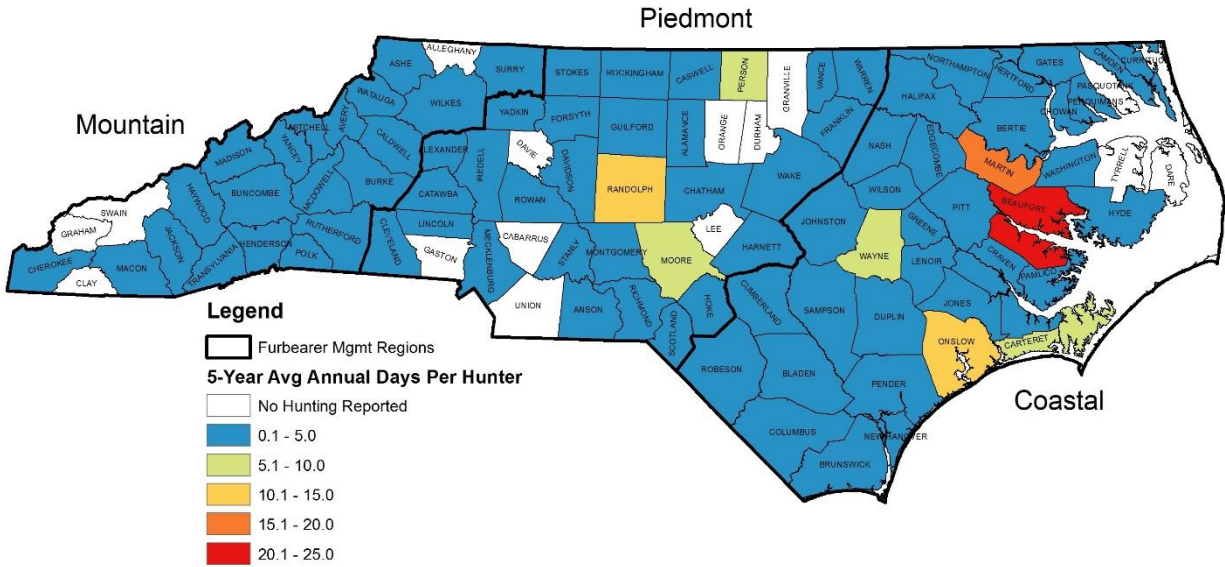 Piedmont
Mountain
Coastal
ALLEGHANY
ASHE
SURRY
STOKES
ROCKINGHAM
CASWELL
PERSON
GRANVILLE
VANCE
WARREN
NORTHAMPTON
HERTFORD
GATES
CAMDEN
CURRITUCK
PASQUOTANK
PERQUIMANS
CHOWAN
WATAUGA
WILKES
YADKIN
FORSYTH
GUILFORD
ALAMANCE
ORANGE
DURHAM
FRANKLIN
HALIFAX
BERTIE
MITCHELL
AVERY
CALDWELL
ALEXANDER
IREDELL
DAVIE
DAVIDSON
RANDOLPH
CHATHAM
WAKE
NASH
EDGECOMBE
MARTIN
WASHINGTON
TYRRELL
DARE
MADISON
YANCEY
MCDOWELL
BURKE
CATAWBA
ROWAN
WILSON
PITT
BEAUFORT
HYDE
HAYWOOD
BUNCOMBE
LINCOLN
CABARRUS
LEE
JOHNSTON
GREENE
SWAIN
GRAHAM
JACKSON
RUTHERFORD
CLEVELAND
GASTON
MECKLENBURG
STANLY
MONTGOMERY
MOORE
HARNETT
WAYNE
LENOIR
CRAVEN
PAMLICO
CHEROKEE
MACON
TRANSYLVANIA
HENDERSON
POLK
CLAY
UNION
ANSON
RICHMOND
SCOTLAND
HOKE
CUMBERLAND
SAMPSON
DUPLIN
JONES
ONSLOW
CARTERET
ROBESON
BLADEN
PENDER
COLUMBUS
NEW HANOVER
BRUNSWICK
Legend
Furbearer Mgmt Regions
5-Year Avg Annual Days Per Hunter
No Hunting Reported
0.1 - 5.0
5.1 - 10.0
10.1 - 15.0
15.1 - 20.0
20.1 - 25.0